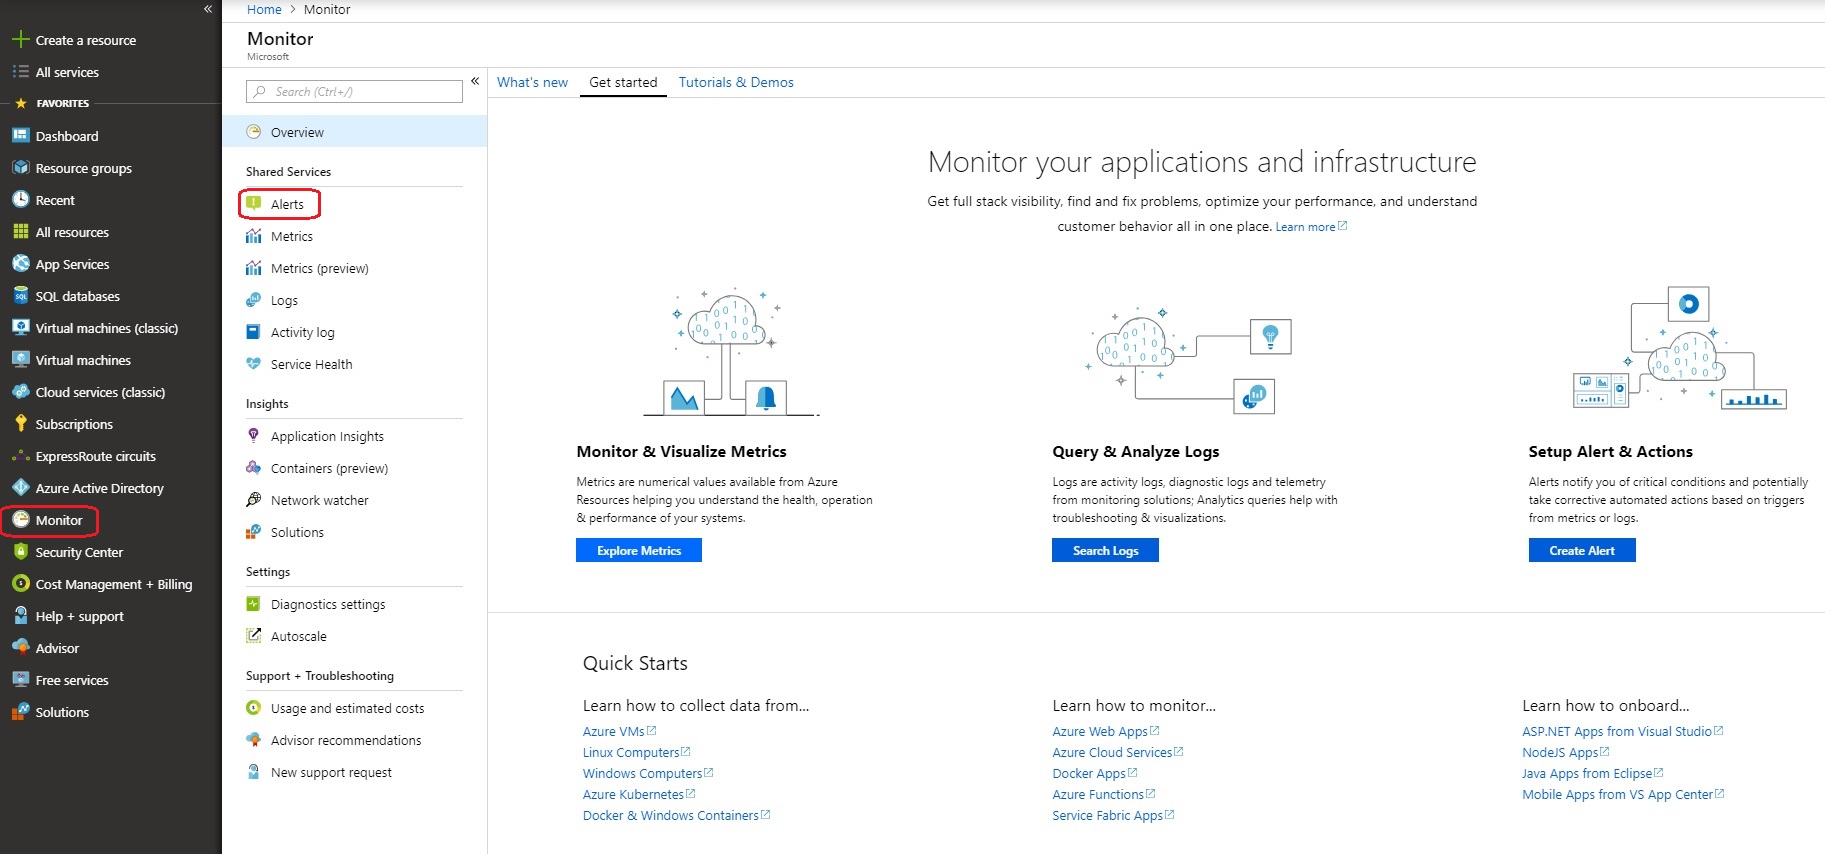 Create a resource
All services
FAVORITES
Dashboard
Resource groups
Recent
All resources
App Services
SQL databases
Virtual machines (classic)
Virtual machines
Cloud services (classic)
Subscriptions
ExpressRoute circuits
Azure Active Directory
Monitor
Security Center
Cost Management + Billing
Help + support
Advisor
Free services
Solutions
Home > Monitor
Monitor
Microsoft
Search (Ctrl+/)
Overview
Shared Services
Alerts
Metrics
Metrics (preview)
Logs
Activity log
Service Health
Insights
Application Insights
Containers (preview)
Network watcher
Solutions
Settings
Diagnostics settings
Autoscale
Support + Troubleshooting
Usage and estimated costs
Advisor recommendations
New support request
What's new Get started Tutorials & Demos
Monitor your applications and infrastructure
Get full stack visibility, find and fix problems, optimize your performance, and understand
customer behavior all in one place. Learn more
Monitor & Visualize Metrics
Metrics are numerical values available from Azure
Resources helping you understand the health, operation
& performance of your systems.
Explore Metrics
Query & Analyze Logs
Logs are activity logs, diagnostic logs and telemetry
from monitoring solutions; Analytics queries help with
troubleshooting & visualizations.
Search Logs
Setup Alert & Actions
Alerts notify you of critical conditions and potentially
take corrective automated actions based on triggers
from metrics or logs.
Create Alert
Quick Starts
Learn how to collect data from...
Azure VMs
Linux Computers
Windows Computers
Azure Kubernetes
Docker & Windows Containers
Learn how to monitor...
Azure Web Apps
Azure Cloud Services
Docker Apps
Azure Functions
Service Fabric Apps
Learn how to onboard...
ASP.NET Apps from Visual Studio
NodeJS Apps
Java Apps from Eclipse
Mobile Apps from VS App Center